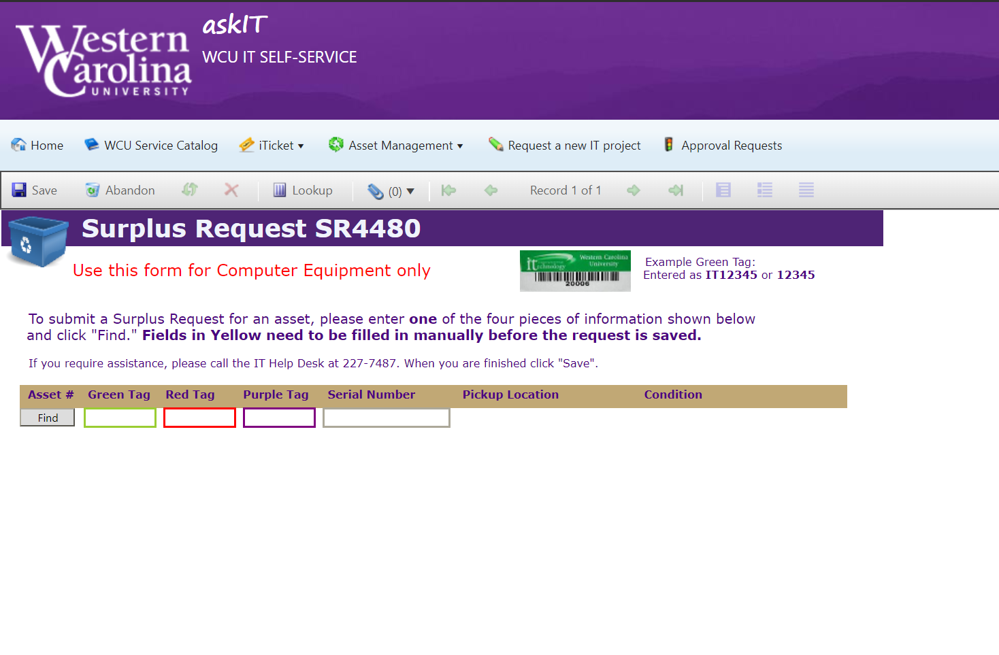 Western Carolina UNIVERSITY
askIT
WCU IT SELF-SERVICE
Home WCU Service Catalog iTicket Asset Management Request a new IT project Approval Requests
Save Abandon Lookup (0) Record 1 of 1
Surplus Request SR4480
Use this form for Computer Equipment only
iTechnology Western Carolina University
20006
Example Green Tag:
Entered as IT12345 or 12345
To submit a Surplus Request for an asset, please enter one of the four pieces of information shown below
and click "Find." Fields in Yellow need to be filled in manually before the request is saved.
If you require assistance, please call the IT Help Desk at 227-7487. When you are finished click "Save".
Asset # Green Tag Red Tag Purple Tag Serial Number Pickup Location Condition
Find